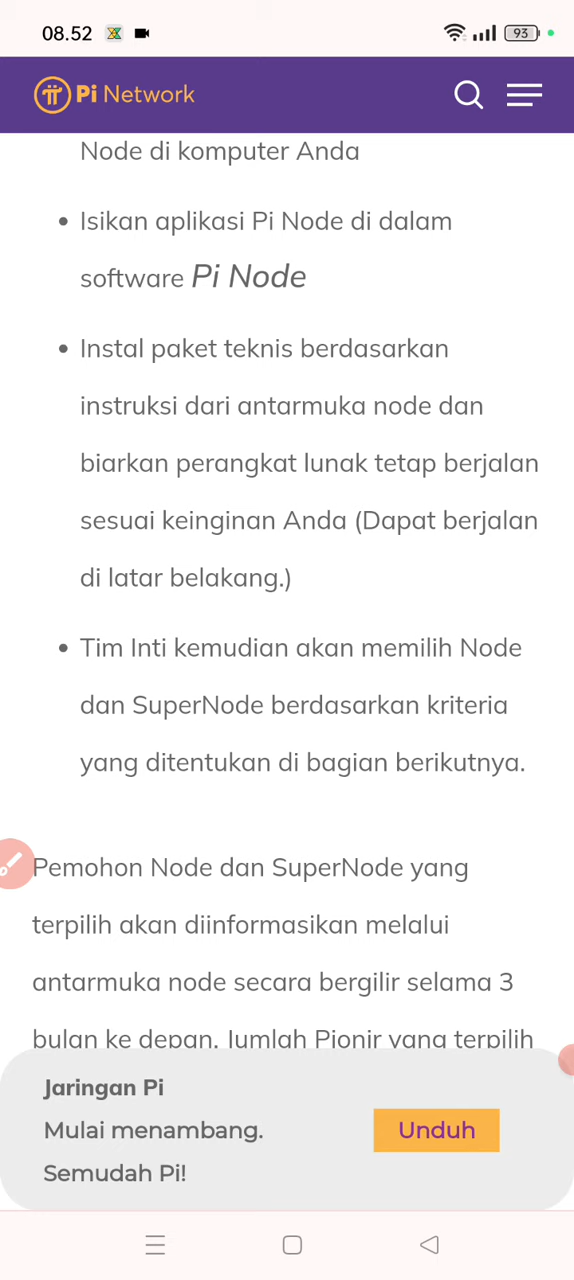 08.52
93
Pi Network
Node di komputer Anda
• Isikan aplikasi Pi Node di dalam
software Pi Node
• Instal paket teknis berdasarkan
instruksi dari antarmuka node dan
biarkan perangkat lunak tetap berjalan
sesuai keinginan Anda (Dapat berjalan
di latar belakang.)
• Tim Inti kemudian akan memilih Node
dan SuperNode berdasarkan kriteria
yang ditentukan di bagian berikutnya.
Pemohon Node dan SuperNode yang
terpilih akan diinformasikan melalui
antarmuka node secara bergilir selama 3
bulan ke depan. Jumlah Pionir yang terpilih
Jaringan Pi
Mulai menambang.
Semudah Pi!
Unduh